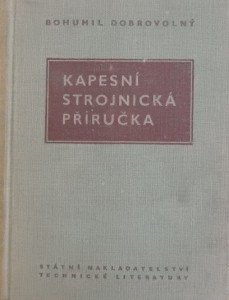 BOHUMIL DOBROVOLNÝ
KAPESNÍ
STROJNICKÁ
PŘÍRUČKA
STÁTNÍ NAKLADATELSTVÍ
TECHNICKÉ LITERATURY